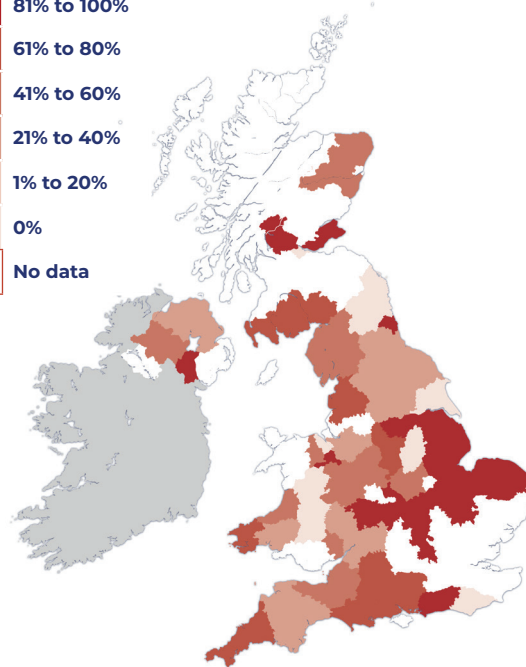 81% to 100%
61% to 80%
41% to 60%
21% to 40%
1% to 20%
0%
No data